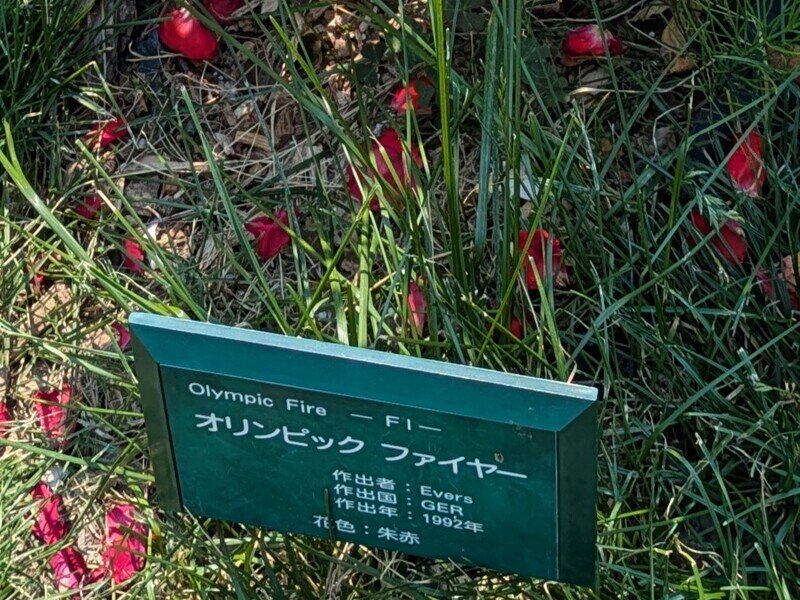 Olympic Fire —FI—
オリンピック ファイヤー
作出者：Evers
作出国：GER
作出年：1992年
花色：朱赤